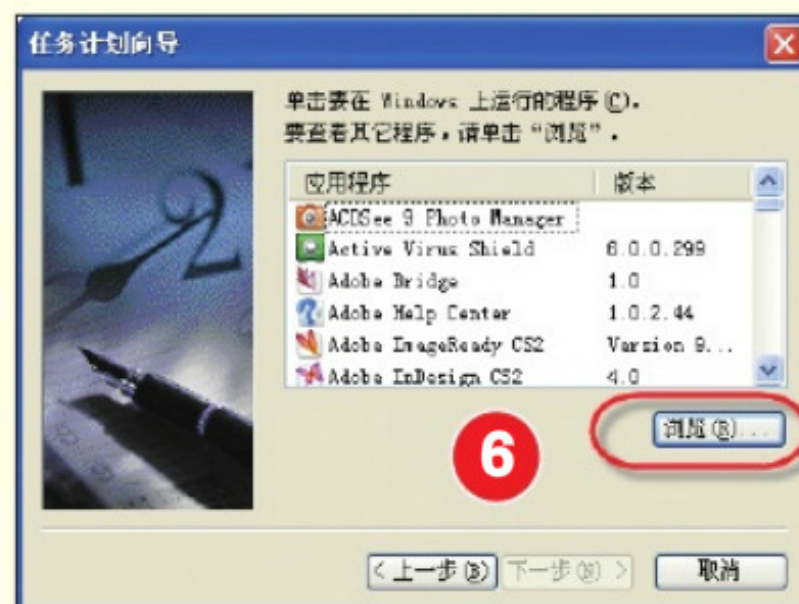 任务计划向导
单击要在 Windows 上运行的程序(C)。
要查看其它程序，请单击“浏览”。
应用程序 版本
ACDSee 9 Photo Manager
Active Virus Shield 6.0.0.299
Adobe Bridge 1.0
Adobe Help Center 1.0.2.44
Adobe ImageReady CS2 Version 9...
Adobe InDesign CS2 4.0
浏览(R)...
6
<上一步(B) 下一步(N) > 取消